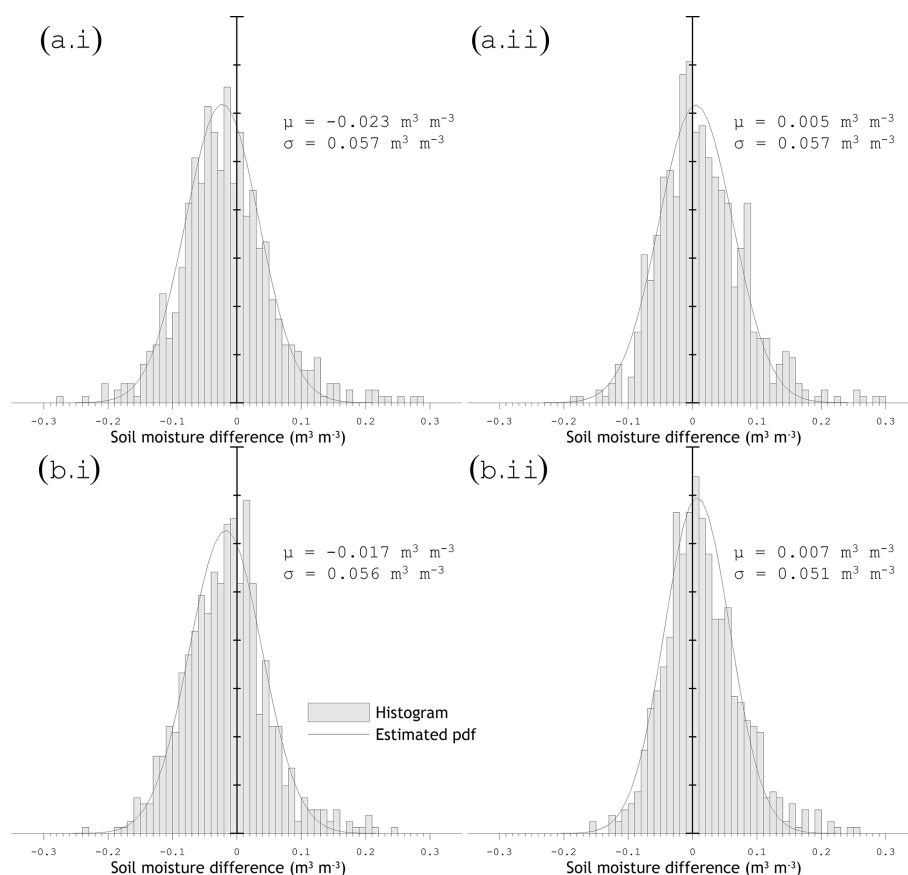 (a.i)
(a.ii)
μ = -0.023 m³ m⁻³
σ = 0.057 m³ m⁻³
μ = 0.005 m³ m⁻³
σ = 0.057 m³ m⁻³
-0.3 -0.2 -0.1 0 0.1 0.2 0.3
Soil moisture difference (m³ m⁻³)
-0.3 -0.2 -0.1 0 0.1 0.2 0.3
Soil moisture difference (m³ m⁻³)
(b.i)
(b.ii)
μ = -0.017 m³ m⁻³
σ = 0.056 m³ m⁻³
μ = 0.007 m³ m⁻³
σ = 0.051 m³ m⁻³
Histogram
Estimated pdf
-0.3 -0.2 -0.1 0 0.1 0.2 0.3
Soil moisture difference (m³ m⁻³)
-0.3 -0.2 -0.1 0 0.1 0.2 0.3
Soil moisture difference (m³ m⁻³)